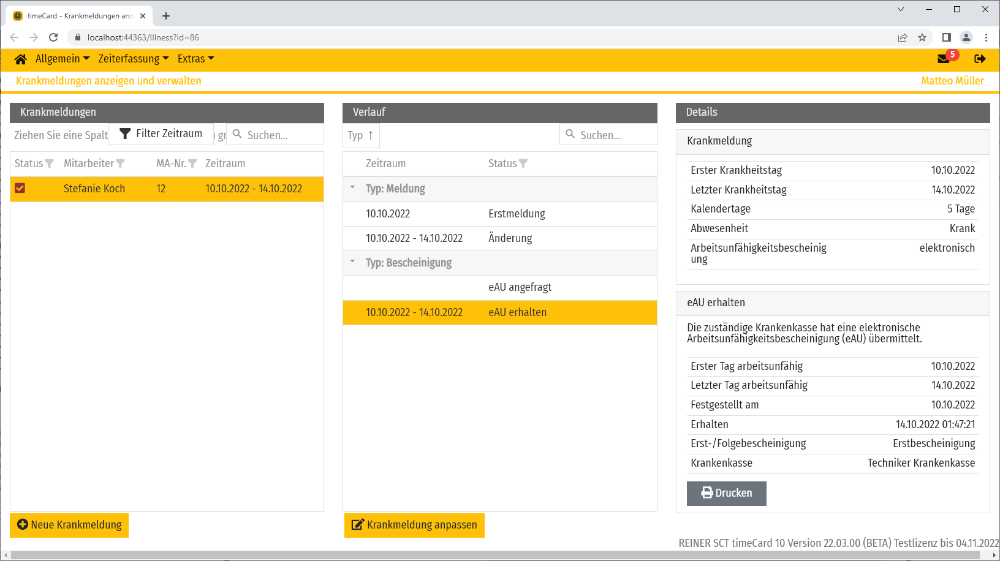 timeCard - Krankmeldungen anze
localhost:44363/Illness?id=86
Allgemein Zeiterfassung Extras 5
Krankmeldungen anzeigen und verwalten Matteo Müller
Krankmeldungen
Ziehen Sie eine Spalt Filter Zeitraum gr Suchen...
Status Mitarbeiter MA-Nr. Zeitraum
Stefanie Koch 12 10.10.2022 - 14.10.2022
Neue Krankmeldung
Verlauf
Typ ↑ Suchen...
Zeitraum Status
Typ: Meldung
10.10.2022 Erstmeldung
10.10.2022 - 14.10.2022 Änderung
Typ: Bescheinigung
eAU angefragt
10.10.2022 - 14.10.2022 eAU erhalten
Krankmeldung anpassen
Details
Krankmeldung
Erster Krankheitstag 10.10.2022
Letzter Krankheitstag 14.10.2022
Kalendertage 5 Tage
Abwesenheit Krank
Arbeitsunfähigkeitsbescheinig elektronisch
ung
eAU erhalten
Die zuständige Krankenkasse hat eine elektronische
Arbeitsunfähigkeitsbescheinigung (eAU) übermittelt.
Erster Tag arbeitsunfähig 10.10.2022
Letzter Tag arbeitsunfähig 14.10.2022
Festgestellt am 10.10.2022
Erhalten 14.10.2022 01:47:21
Erst-/Folgebescheinigung Erstbescheinigung
Krankenkasse Techniker Krankenkasse
Drucken
REINER SCT timeCard 10 Version 22.03.00 (BETA) Testlizenz bis 04.11.2022